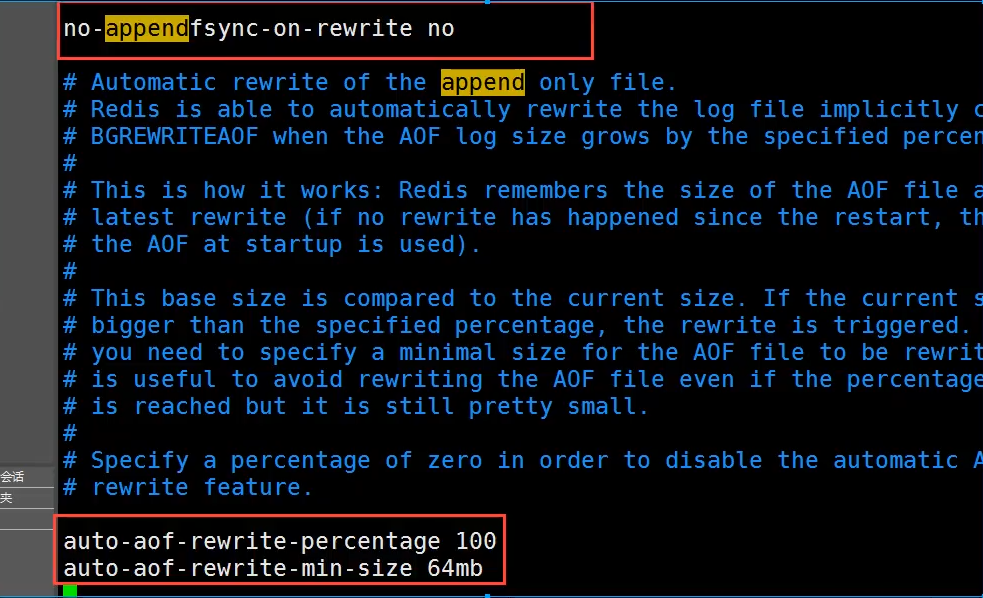 no-appendfsync-on-rewrite no
# Automatic rewrite of the append only file.
# Redis is able to automatically rewrite the log file implicitly
# BGREWRITEAOF when the AOF log size grows by the specified
#
# This is how it works: Redis remembers the size of the AOF file
# latest rewrite (if no rewrite has happened since the restart,
# the AOF at startup is used).
#
# This base size is compared to the current size. If the current
# bigger than the specified percentage, the rewrite is triggered.
# you need to specify a minimal size for the AOF file to be
# is useful to avoid rewriting the AOF file even if the percentage
# is reached but it is still pretty small.
#
会话
# Specify a percentage of zero in order to disable the automatic
夹
# rewrite feature.
auto-aof-rewrite-percentage 100
auto-aof-rewrite-min-size 64mb